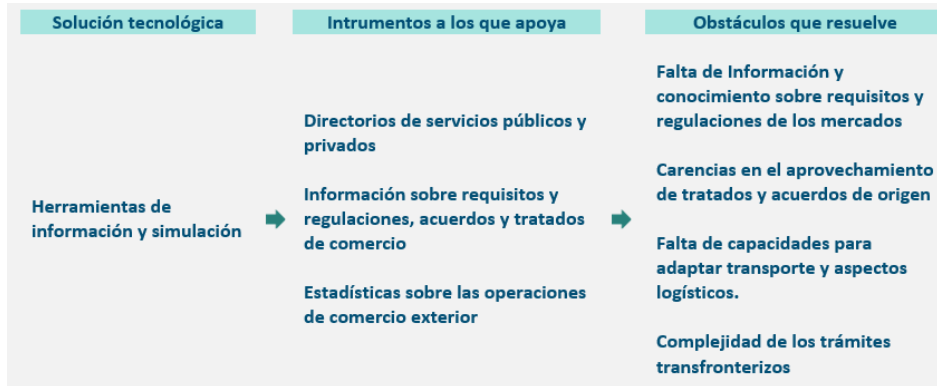 Solución tecnológica
Intrumentos a los que apoya
Obstáculos que resuelve
Herramientas de
información y simulación
Directorios de servicios públicos y
privados
Información sobre requisitos y
regulaciones, acuerdos y tratados
de comercio
Estadísticas sobre las operaciones
de comercio exterior
Falta de Información y
conocimiento sobre requisitos y
regulaciones de los mercados
Carencias en el aprovechamiento
de tratados y acuerdos de origen
Falta de capacidades para
adaptar transporte y aspectos
logísticos.
Complejidad de los trámites
transfronterizos